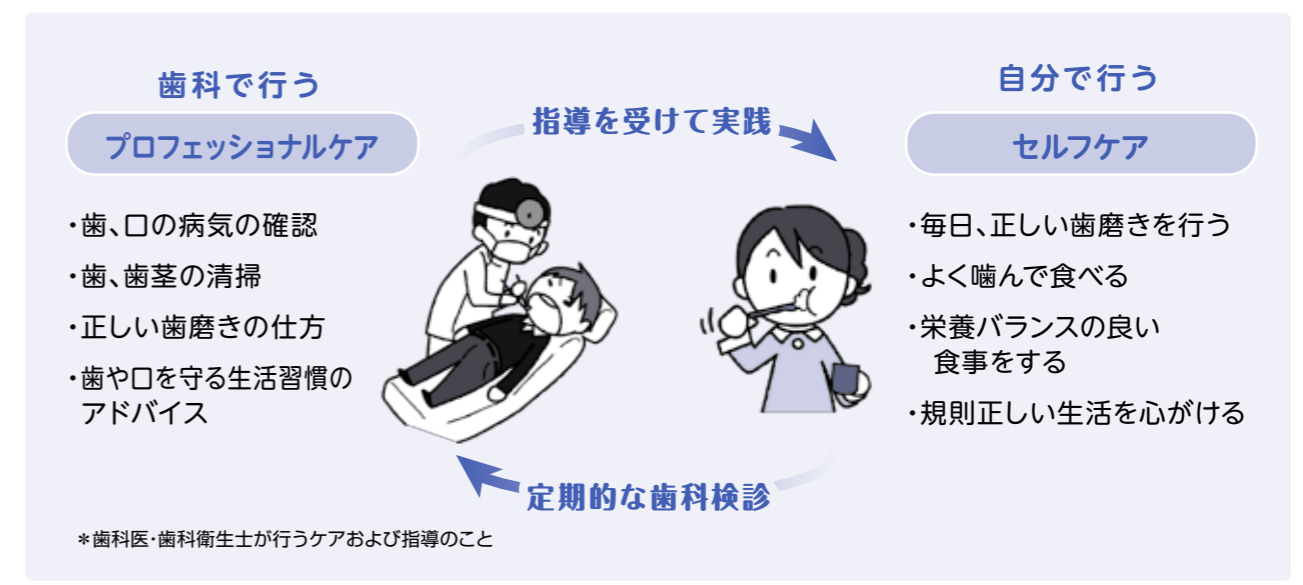 歯科で行う
プロフェッショナルケア
・歯、口の病気の確認
・歯、歯茎の清掃
・正しい歯磨きの仕方
・歯や口を守る生活習慣の
アドバイス
指導を受けて実践
自分で行う
セルフケア
・毎日、正しい歯磨きを行う
・よく噛んで食べる
・栄養バランスの良い
食事をする
・規則正しい生活を心がける
定期的な歯科検診
＊歯科医・歯科衛生士が行うケアおよび指導のこと